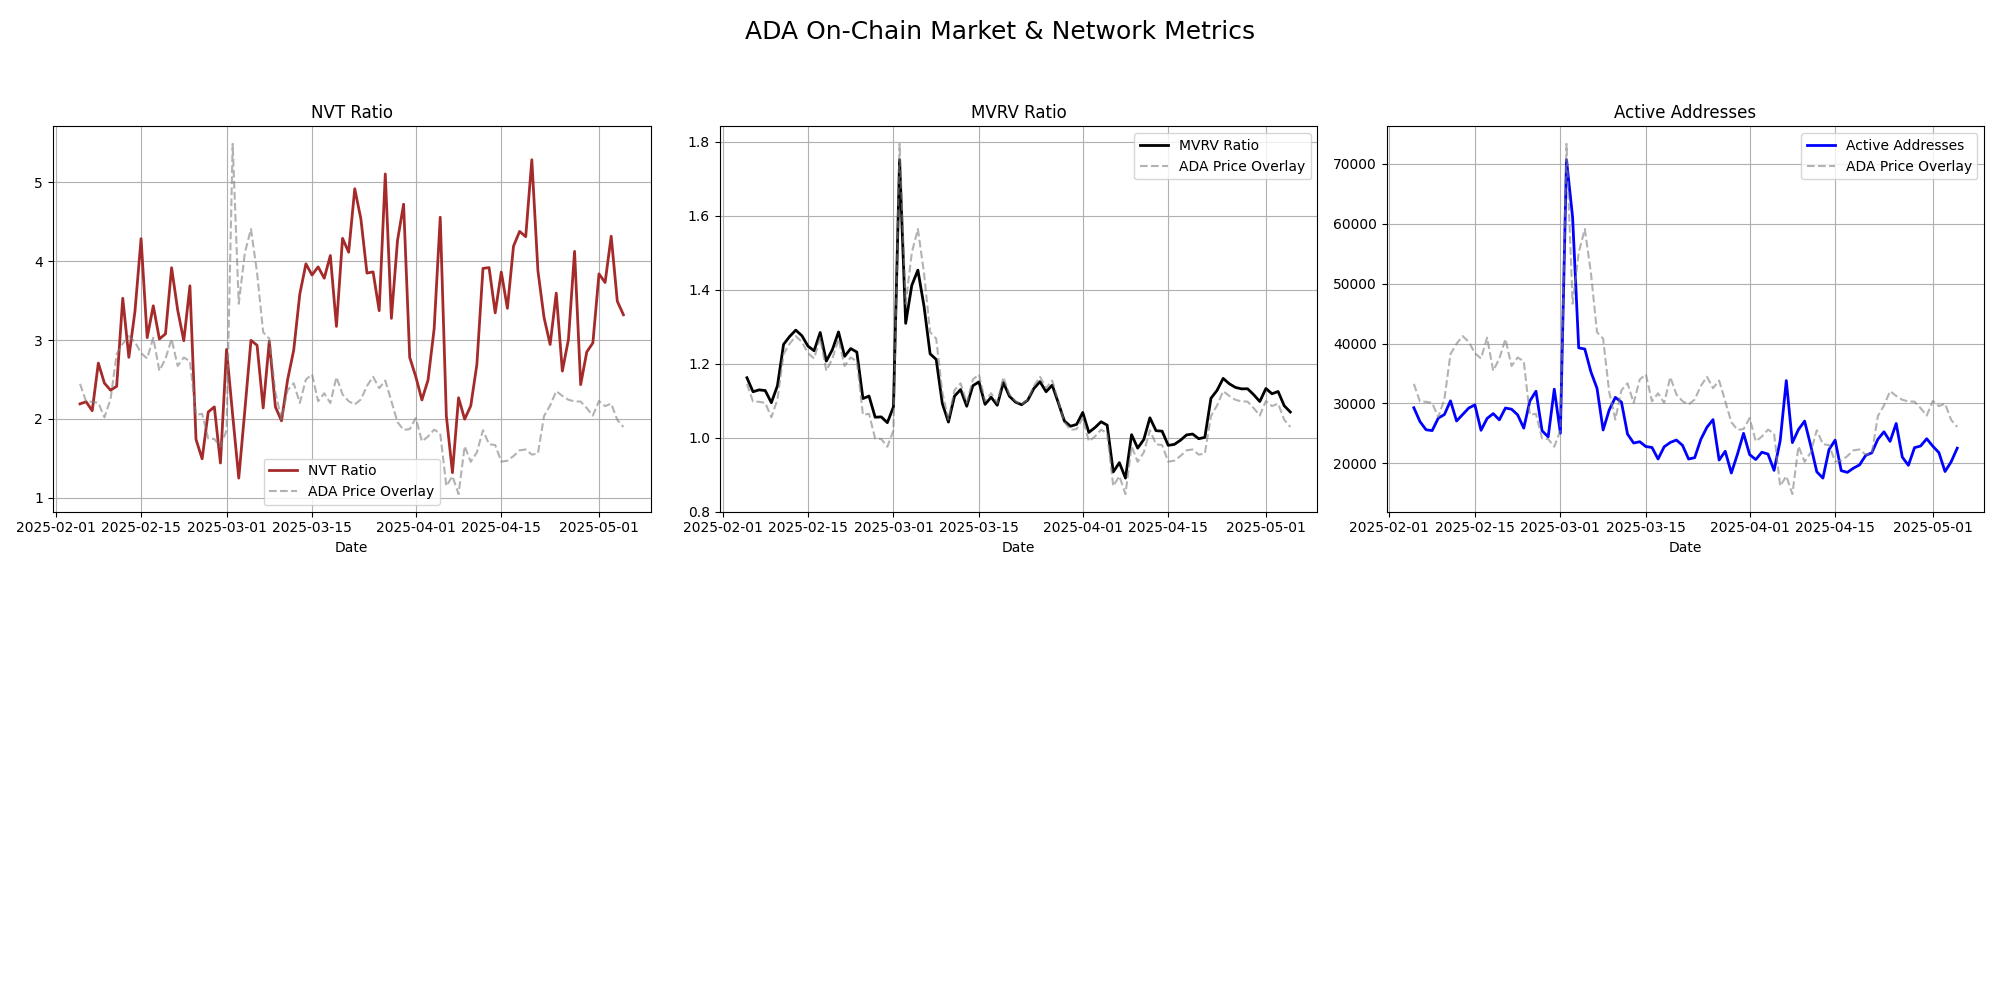 ADA On-Chain Market & Network Metrics
NVT Ratio
5
4
3
2
1
NVT Ratio
ADA Price Overlay
2025-02-01 2025-02-15 2025-03-01 2025-03-15 2025-04-01 2025-04-15 2025-05-01
Date
MVRV Ratio
1.8
1.6
1.4
1.2
1.0
0.8
MVRV Ratio
ADA Price Overlay
2025-02-01 2025-02-15 2025-03-01 2025-03-15 2025-04-01 2025-04-15 2025-05-01
Date
Active Addresses
70000
60000
50000
40000
30000
20000
Active Addresses
ADA Price Overlay
2025-02-01 2025-02-15 2025-03-01 2025-03-15 2025-04-01 2025-04-15 2025-05-01
Date